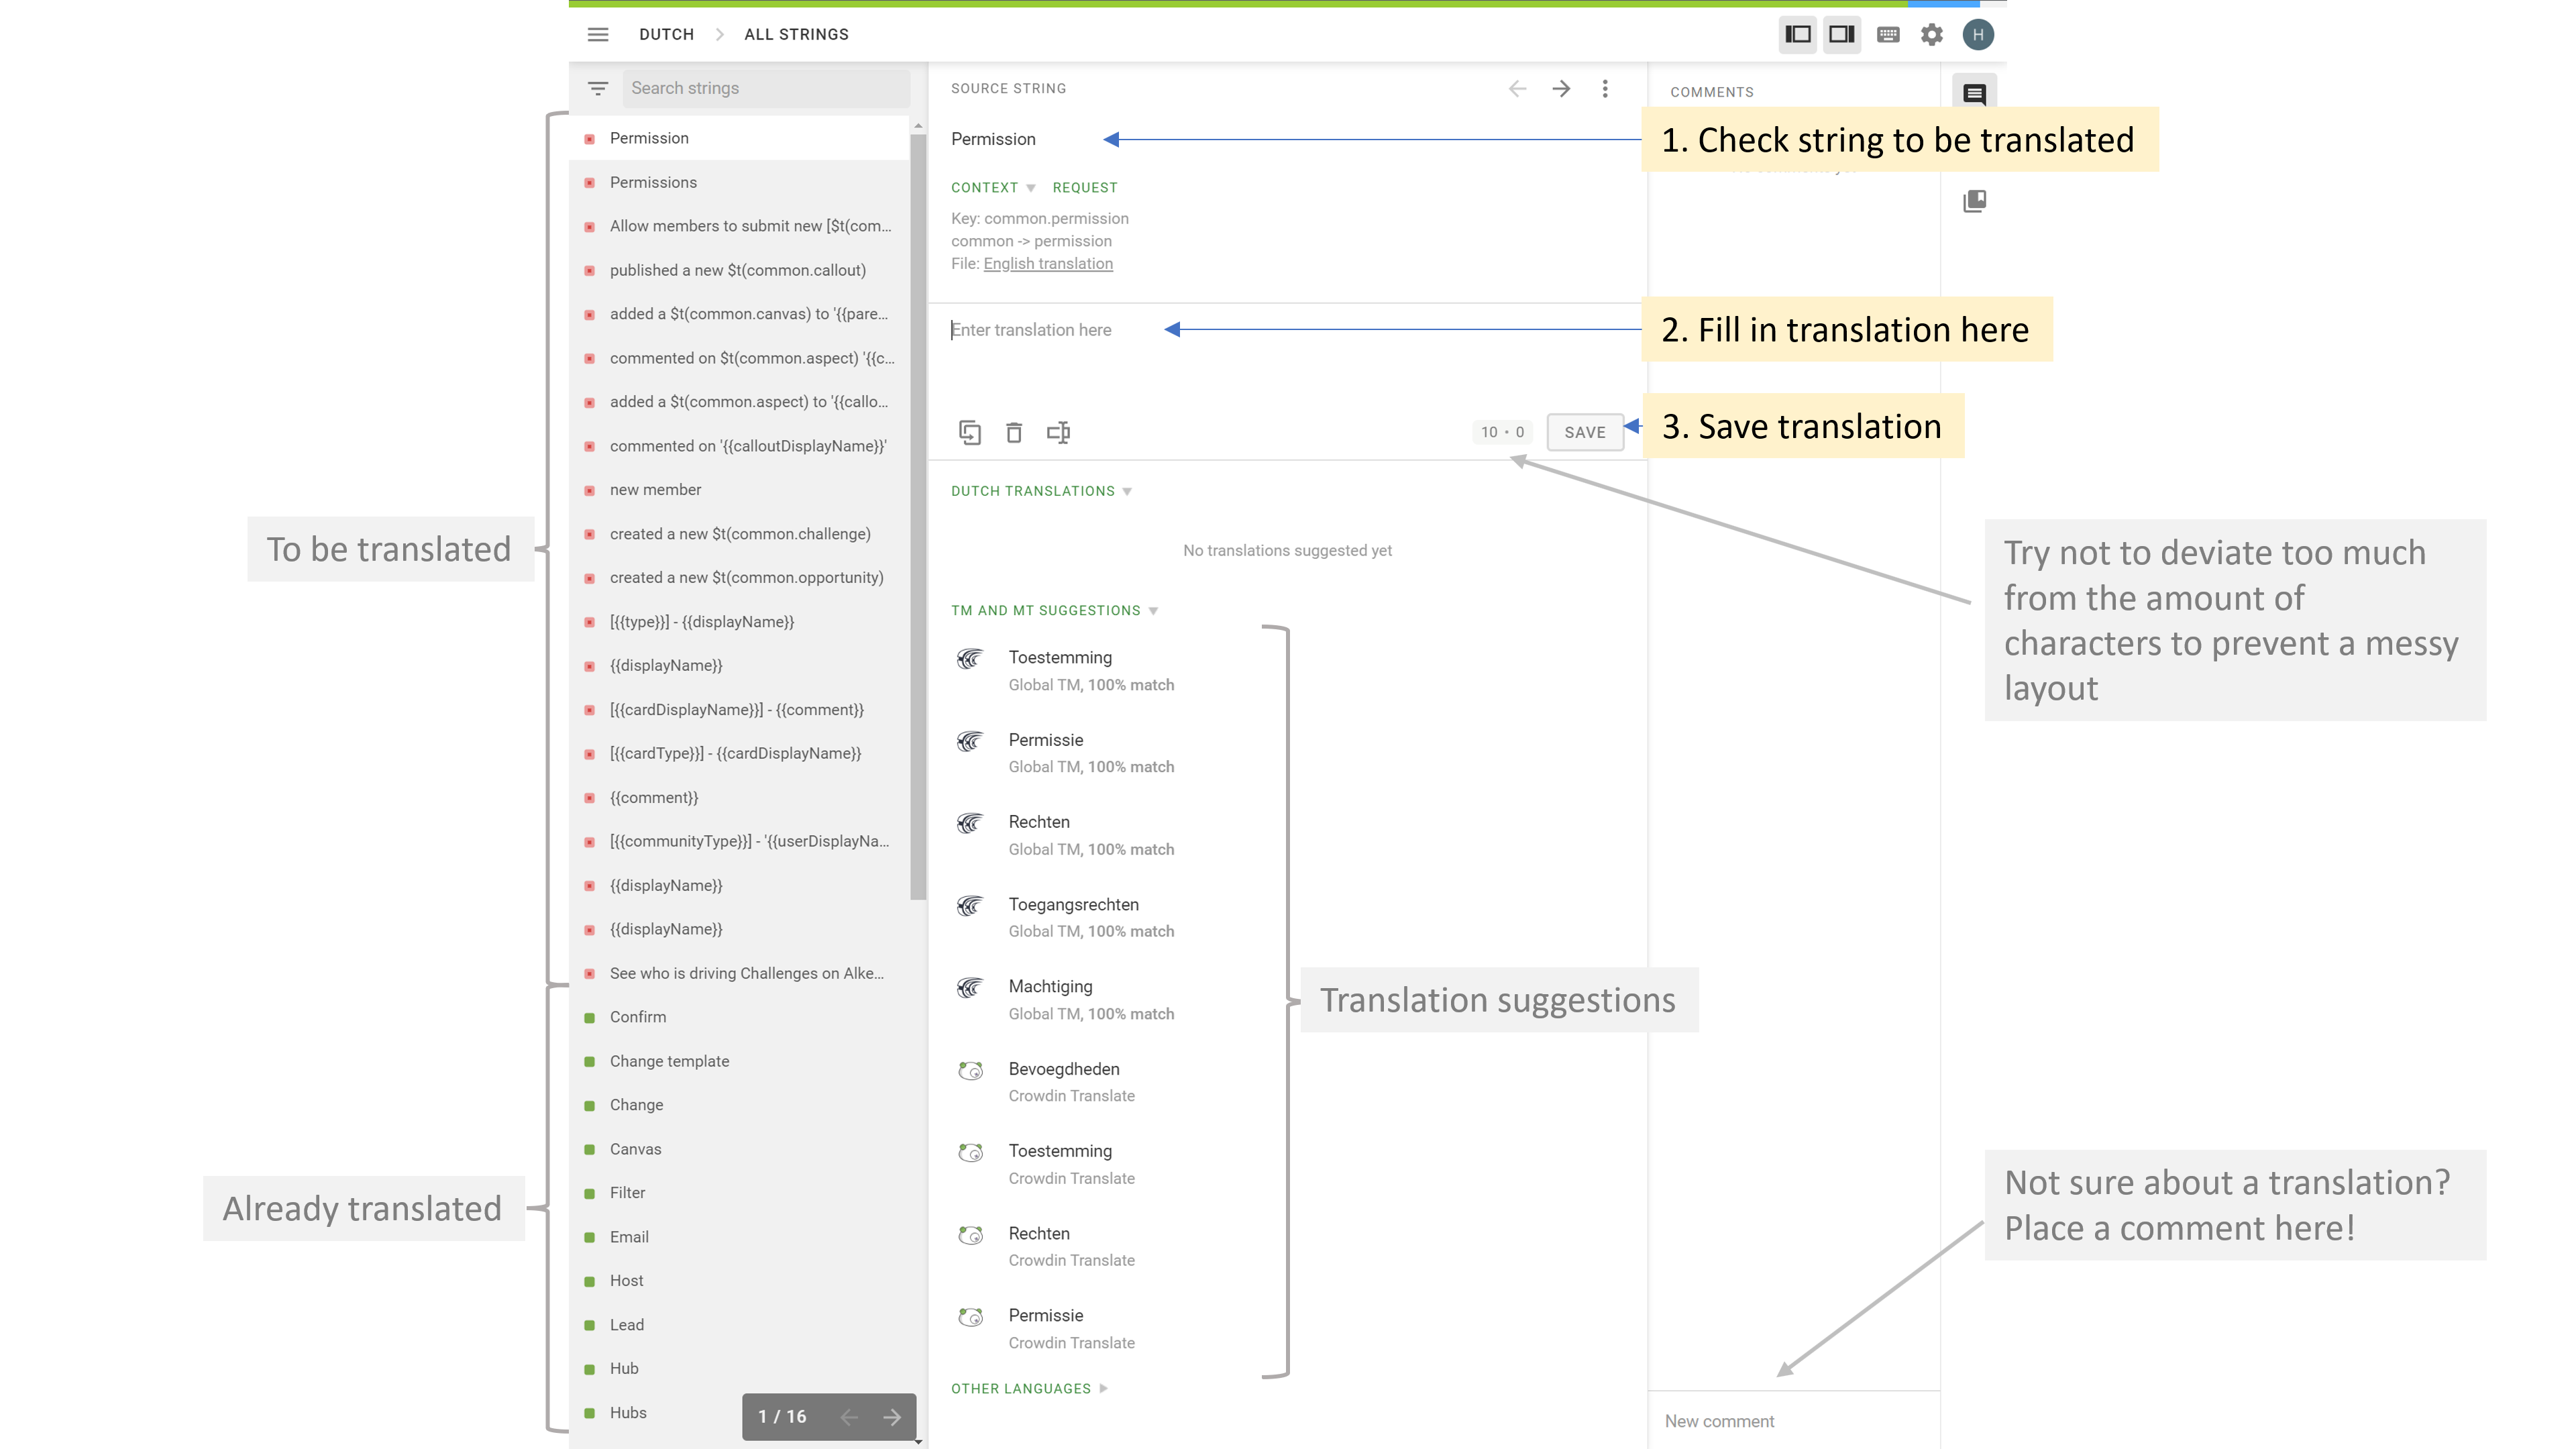 DUTCH
ALL STRINGS
H
Search strings
Permission
Permissions
Allow members to submit new [$t(com...
published a new $t(common.callout)
added a $t(common.canvas) to '{{pare...
commented on $t(common.aspect) '{{c...
added a $t(common.aspect) to '{{callo...
commented on '{{calloutDisplayName}}'
new member
created a new $t(common.challenge)
created a new $t(common.opportunity)
[{{type}}] - {{displayName}}
{{displayName}}
[{{cardDisplayName}}] - {{comment}}
[{{cardType}}] - {{cardDisplayName}}
{{comment}}
[{{communityType}}] - '{{userDisplayNa...
{{displayName}}
{{displayName}}
See who is driving Challenges on Alke...
Confirm
Change template
Change
Canvas
Filter
Email
Host
Lead
Hub
Hubs
1 / 16
To be translated
Already translated
SOURCE STRING
Permission
CONTEXT
REQUEST
Key: common.permission
common -> permission
File: English translation
Enter translation here
10 • 0
SAVE
DUTCH TRANSLATIONS
No translations suggested yet
TM AND MT SUGGESTIONS
Toestemming
Global TM, 100% match
Permissie
Global TM, 100% match
Rechten
Global TM, 100% match
Toegangsrechten
Global TM, 100% match
Machtiging
Global TM, 100% match
Bevoegdheden
Crowdin Translate
Toestemming
Crowdin Translate
Rechten
Crowdin Translate
Permissie
Crowdin Translate
OTHER LANGUAGES
Translation suggestions
COMMENTS
1. Check string to be translated
2. Fill in translation here
3. Save translation
Try not to deviate too much
from the amount of
characters to prevent a messy
layout
Not sure about a translation?
Place a comment here!
New comment